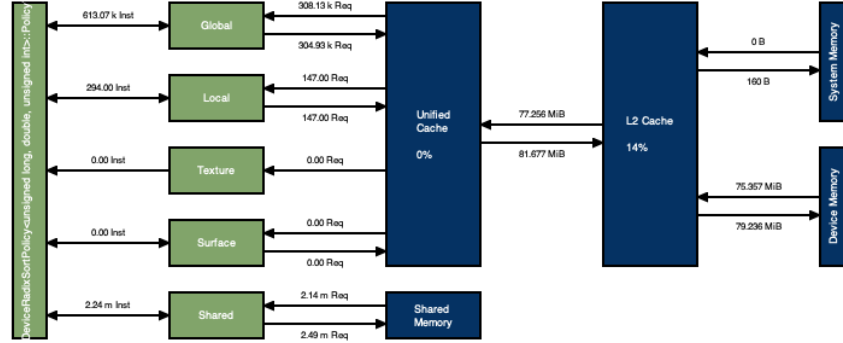 DeviceRadixSortPolicy<unsigned long, double, unsigned int>::Policy
613.07 k Inst
Global
308.13 k Req
304.93 k Req
294.00 Inst
Local
147.00 Req
147.00 Req
0.00 Inst
Texture
0.00 Req
0.00 Inst
Surface
0.00 Req
0.00 Req
2.24 m Inst
Shared
2.14 m Req
2.49 m Req
Unified
Cache
0%
Shared
Memory
77.256 MiB
81.677 MiB
L2 Cache
14%
0 B
160 B
System Memory
75.357 MiB
79.236 MiB
Device Memory